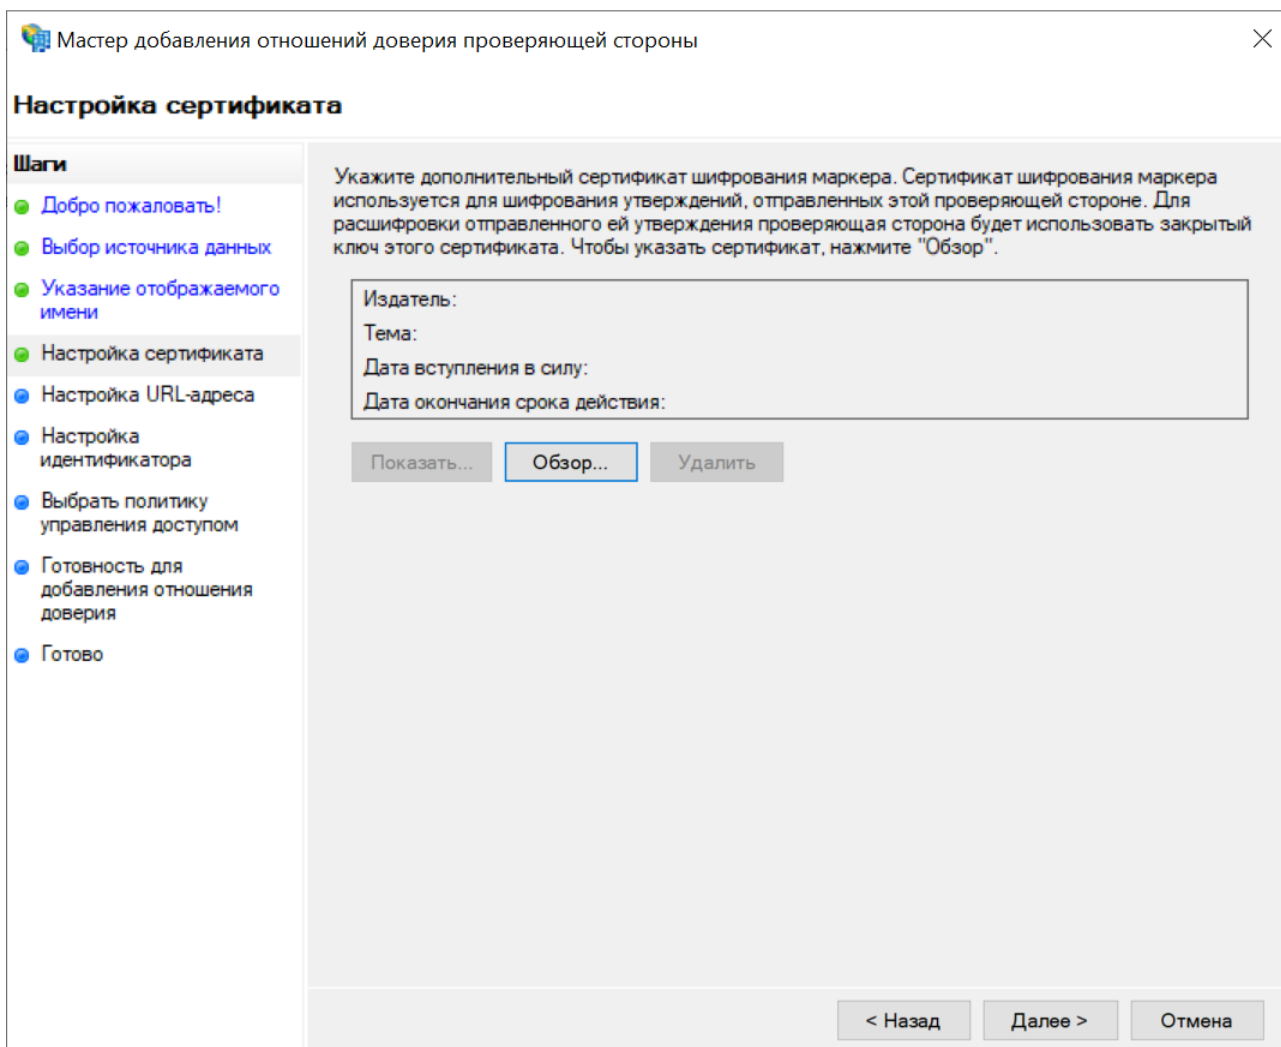 Мастер добавления отношений доверия проверяющей стороны
Настройка сертификата
Шаги
Добро пожаловать!
Выбор источника данных
Указание отображаемого
имени
Настройка сертификата
Настройка URL-адреса
Настройка
идентификатора
Выбрать политику
управления доступом
Готовность для
добавления отношения
доверия
Готово
Укажите дополнительный сертификат шифрования маркера. Сертификат шифрования маркера
используется для шифрования утверждений, отправленных этой проверяющей стороне. Для
расшифровки отправленного ей утверждения проверяющая сторона будет использовать закрытый
ключ этого сертификата. Чтобы указать сертификат, нажмите "Обзор".
Издатель:
Тема:
Дата вступления в силу:
Дата окончания срока действия:
Показать... Обзор... Удалить
< Назад Далее > Отмена